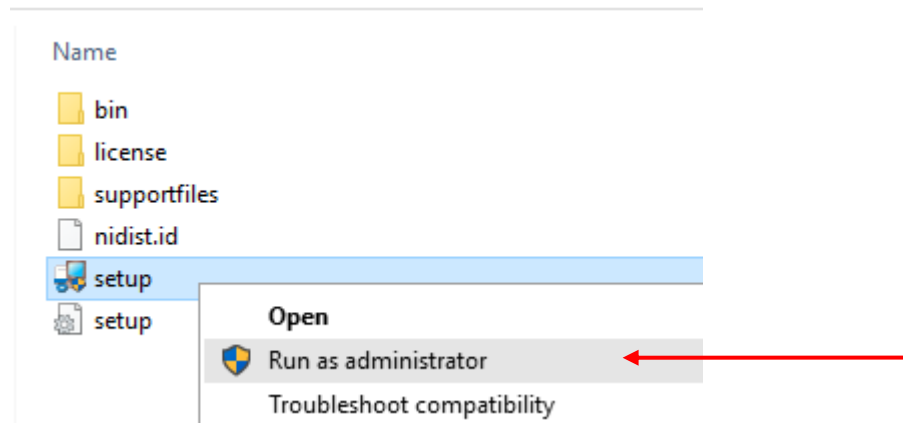 Name
bin
license
supportfiles
nidist.id
setup
setup
Open
Run as administrator
Troubleshoot compatibility